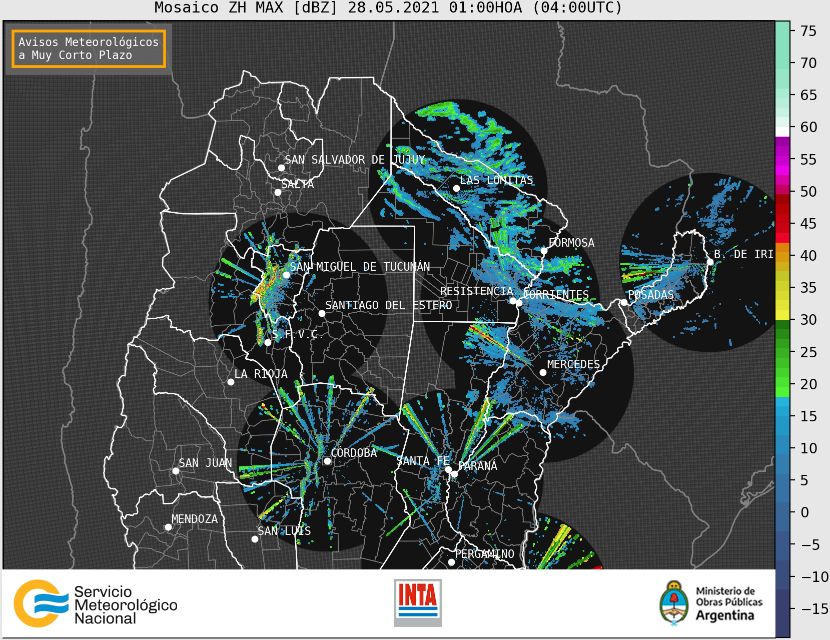 Mosaico ZH MAX [dBZ] 28.05.2021 01:00HOA (04:00UTC)
Avisos Meteorológicos
a Muy Corto Plazo
SAN SALVADOR DE JUJUY
SALTA
LAS LOMITAS
FORMOSA
B. DE IRI
SAN MIGUEL DE TUCUMÁN
RESISTENCIA
CORRIENTES
POSADAS
SANTIAGO DEL ESTERO
S.F.V.C
MERCEDES
LA RIOJA
CÓRDOBA
SANTA FE
PARANÁ
SAN JUAN
MENDOZA
SAN LUIS
PERGAMINO
75
70
65
60
55
50
45
40
35
30
25
20
15
10
5
0
−5
−10
−15
Servicio
Meteorológico
Nacional
INTA
Ministerio de
Obras Públicas
Argentina